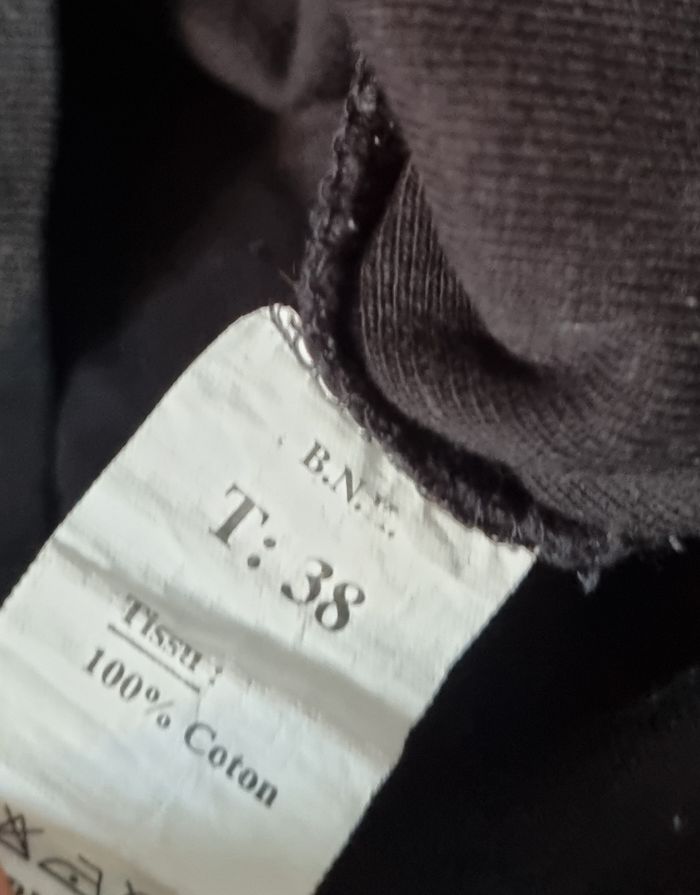 T: 38
Tissu :
100% Coton